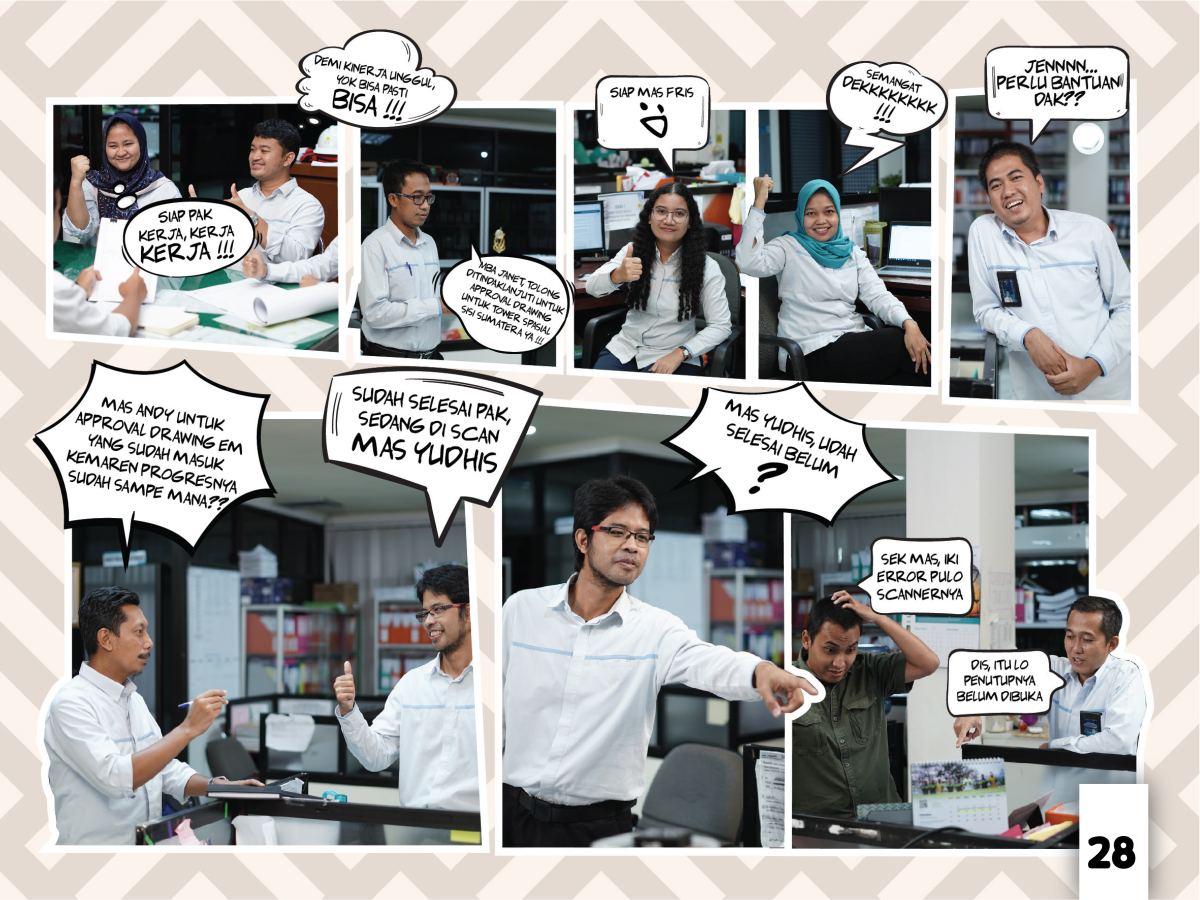 DEMI KINERJA UNGGUL,
YOK BISA PASTI
BISA !!!
SIAP PAK
KERJA, KERJA
KERJA !!!
MBA JANET, TOLONG
DITINDAKLANJUTI UNTUK
APPROVAL DRAWING
UNTUK TOWER SPISIAL
SISI SUMATERA YA !!!
SIAP MAS FRIS
SEMANGAT
DEKKKKKKKK
!!!
JENNNN...
PERLU BANTUAN
DAK??
MAS ANDY UNTUK
APPROVAL DRAWING EM
YANG SUDAH MASUK
KEMAREN PROGRESNYA
SUDAH SAMPE MANA??
SUDAH SELESAI PAK,
SEDANG DI SCAN
MAS YUDHIS
MAS YUDHIS, UDAH
SELESAI BELUM
?
SEK MAS, IKI
ERROR PULO
SCANNERNYA
DIS, ITU LO
PENUTUPNYA
BELUM DIBUKA
28